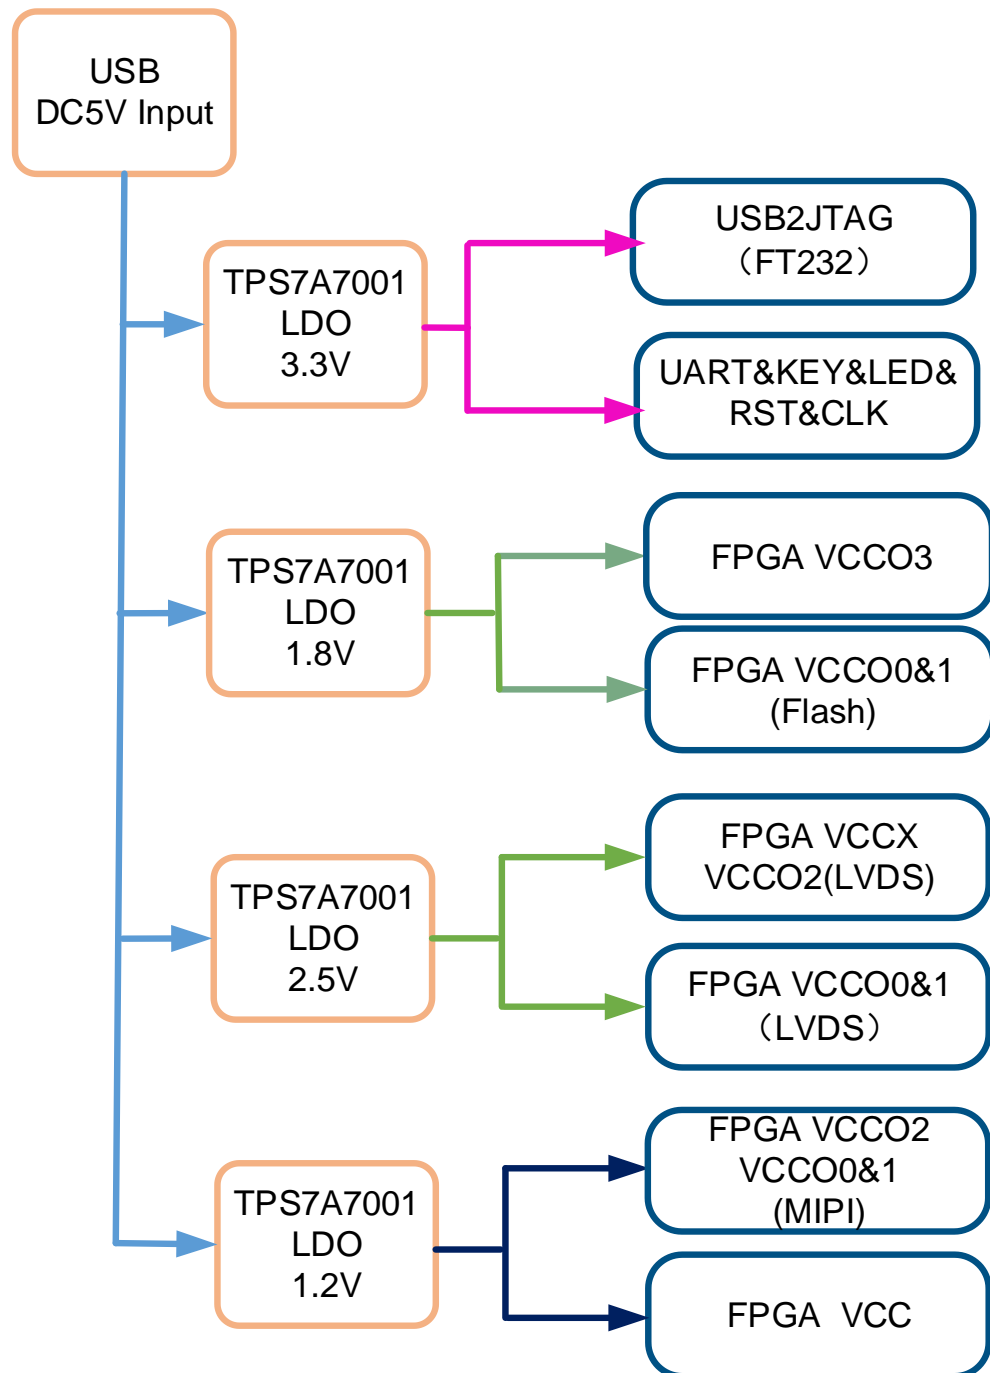 USB
DC5V Input
TPS7A7001
LDO
3.3V
USB2JTAG
（FT232）
UART&KEY&LED&
RST&CLK
TPS7A7001
LDO
1.8V
FPGA VCCO3
FPGA VCCO0&1
(Flash)
TPS7A7001
LDO
2.5V
FPGA VCCX
VCCO2(LVDS)
FPGA VCCO0&1
（LVDS）
TPS7A7001
LDO
1.2V
FPGA VCCO2
VCCO0&1
(MIPI)
FPGA VCC